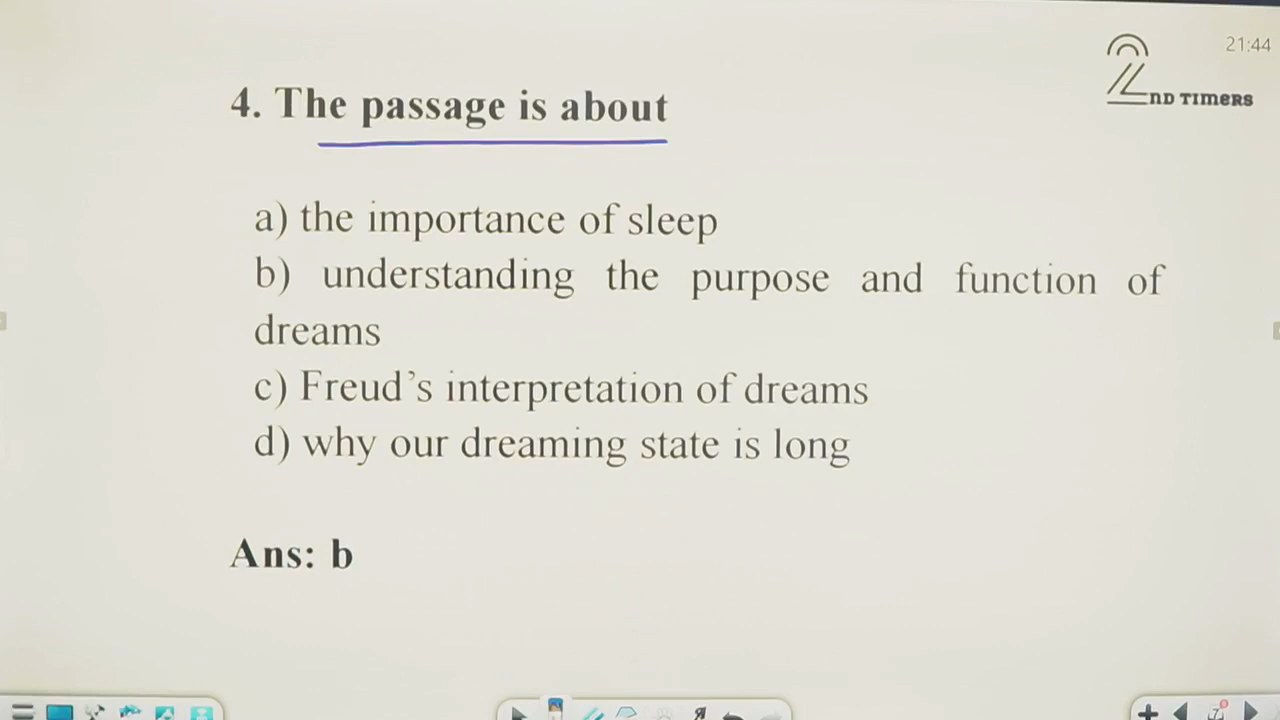 21:44
2ND TIMERS
4. The passage is about
a) the importance of sleep
b) understanding the purpose and function of
dreams
c) Freud's interpretation of dreams
d) why our dreaming state is long
Ans: b